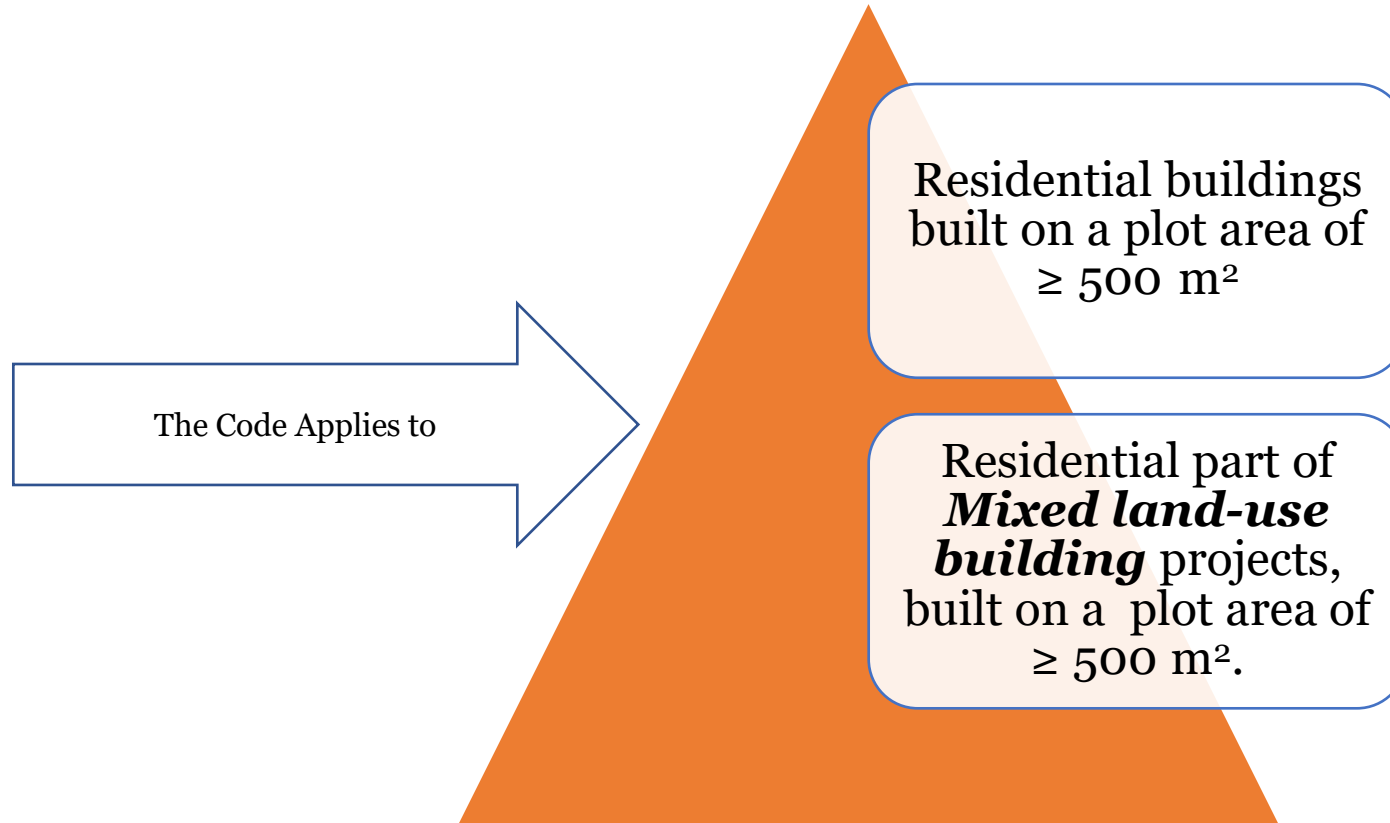 The Code Applies to
Residential buildings
built on a plot area of
≥ 500 m²
Residential part of
Mixed land-use
building projects,
built on a plot area of
≥ 500 m².